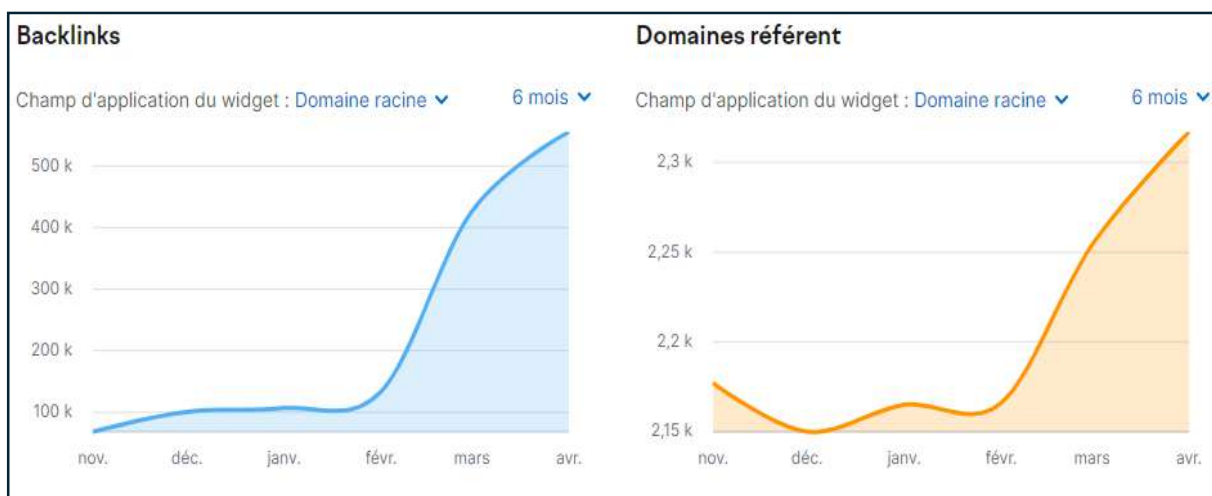 Backlinks
Champ d'application du widget : Domaine racine
6 mois
500 k
400 k
300 k
200 k
100 k
nov. déc. janv. févr. mars avr.
Domaines référent
Champ d'application du widget : Domaine racine
6 mois
2,3 k
2,25 k
2,2 k
2,15 k
nov. déc. janv. févr. mars avr.